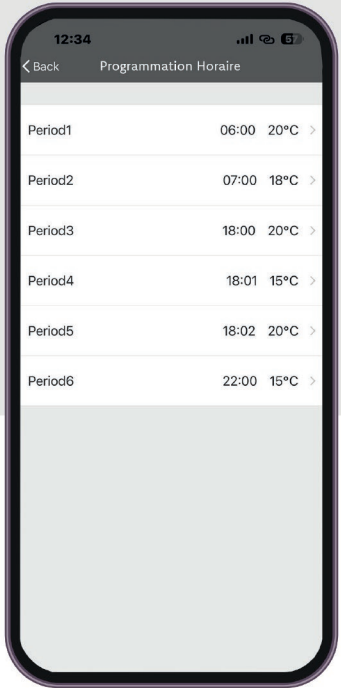 12:34
67
Back Programmation Horaire
Period1 06:00 20°C
Period2 07:00 18°C
Period3 18:00 20°C
Period4 18:01 15°C
Period5 18:02 20°C
Period6 22:00 15°C